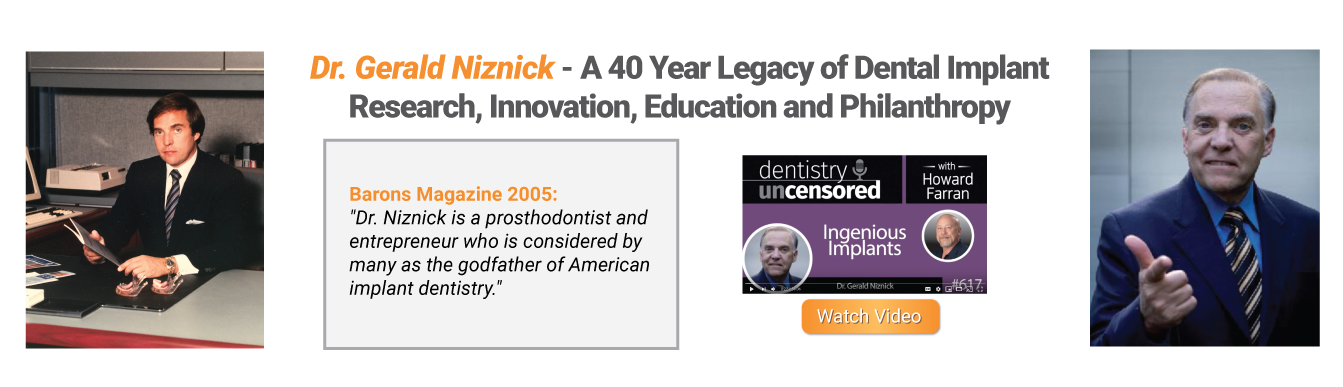 Dr. Gerald Niznick - A 40 Year Legacy of Dental Implant
Research, Innovation, Education and Philanthropy
Barons Magazine 2005:
"Dr. Niznick is a prosthodontist and
entrepreneur who is considered by
many as the godfather of American
implant dentistry."
dentistry
uncensored
with
Howard
Farran
Ingenious
Implants
Dr. Gerald Niznick
#617
Watch Video